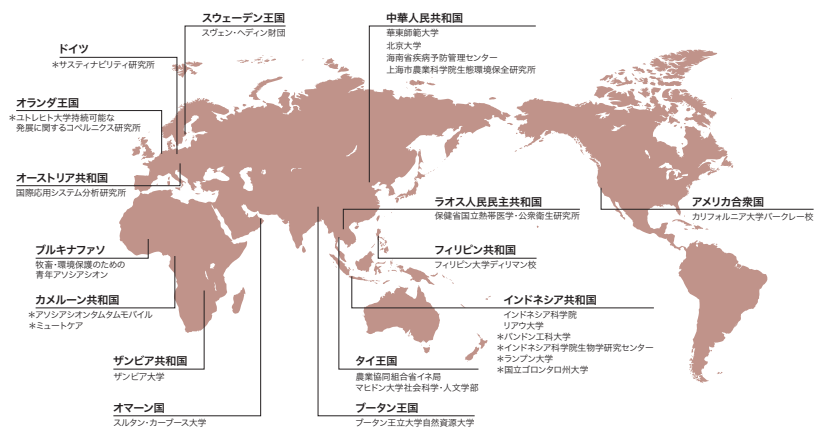 スウェーデン王国
スヴェン・ヘディン財団
中華人民共和国
華東師範大学
北京大学
海南省疾病予防管理センター
上海市農業科学院生態環境保全研究所
ドイツ
＊サスティナビリティ研究所
オランダ王国
＊ユトレヒト大学持続可能な
発展に関するコペルニクス研究所
オーストリア共和国
国際応用システム分析研究所
ラオス人民民主共和国
保健省国立熱帯医学・公衆衛生研究所
アメリカ合衆国
カリフォルニア大学バークレー校
ブルキナファソ
牧畜・環境保護のための
青年アソシアシオン
フィリピン共和国
フィリピン大学ディリマン校
カメルーン共和国
＊アソシアシオンタムタムモバイル
＊ミュートケア
インドネシア共和国
インドネシア科学院
リアウ大学
＊バンドン工科大学
＊インドネシア科学院生物学研究センター
＊ランプン大学
＊国立ゴロンタロ州大学
ザンビア共和国
ザンビア大学
タイ王国
農業協同組合省イネ局
マヒドン大学社会科学・人文学部
オマーン国
スルタン・カーブース大学
ブータン王国
ブータン王立大学自然資源大学